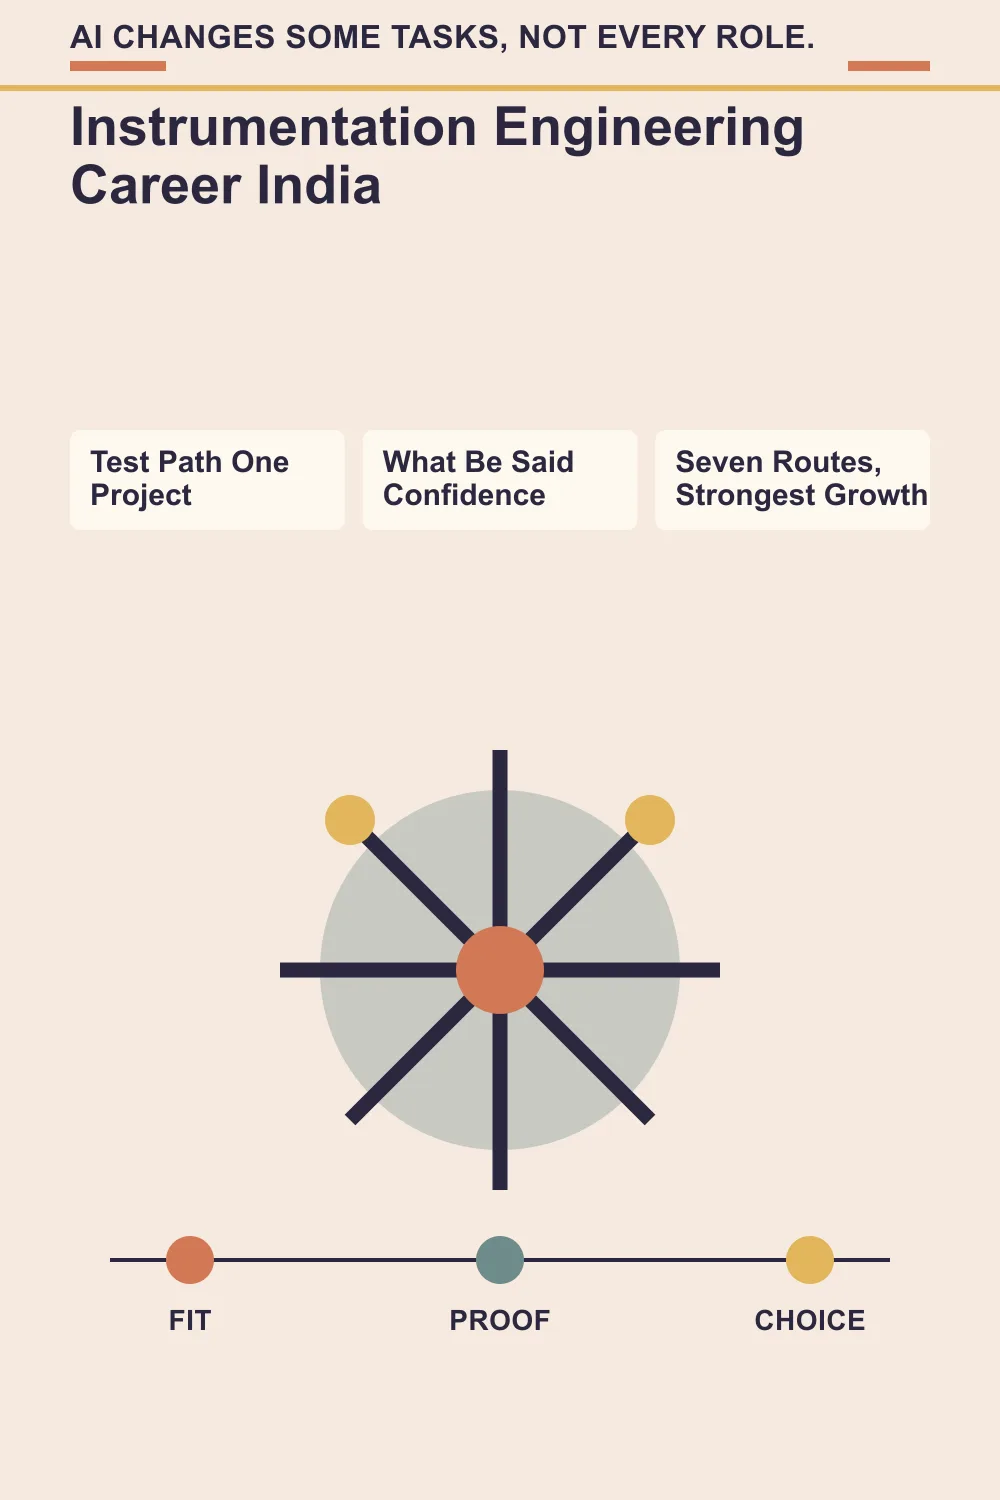 AI CHANGES SOME TASKS, NOT EVERY ROLE.
Instrumentation Engineering
Career India
Test Path One
Project
What Be Said
Confidence
Seven Routes,
Strongest Growth
FIT
PROOF
CHOICE